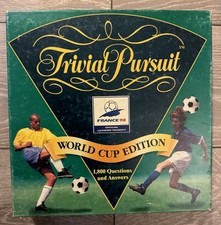 Trivial Pursuit
FRANCE 98
WORLD CUP EDITION
1,800 Questions
and Answers